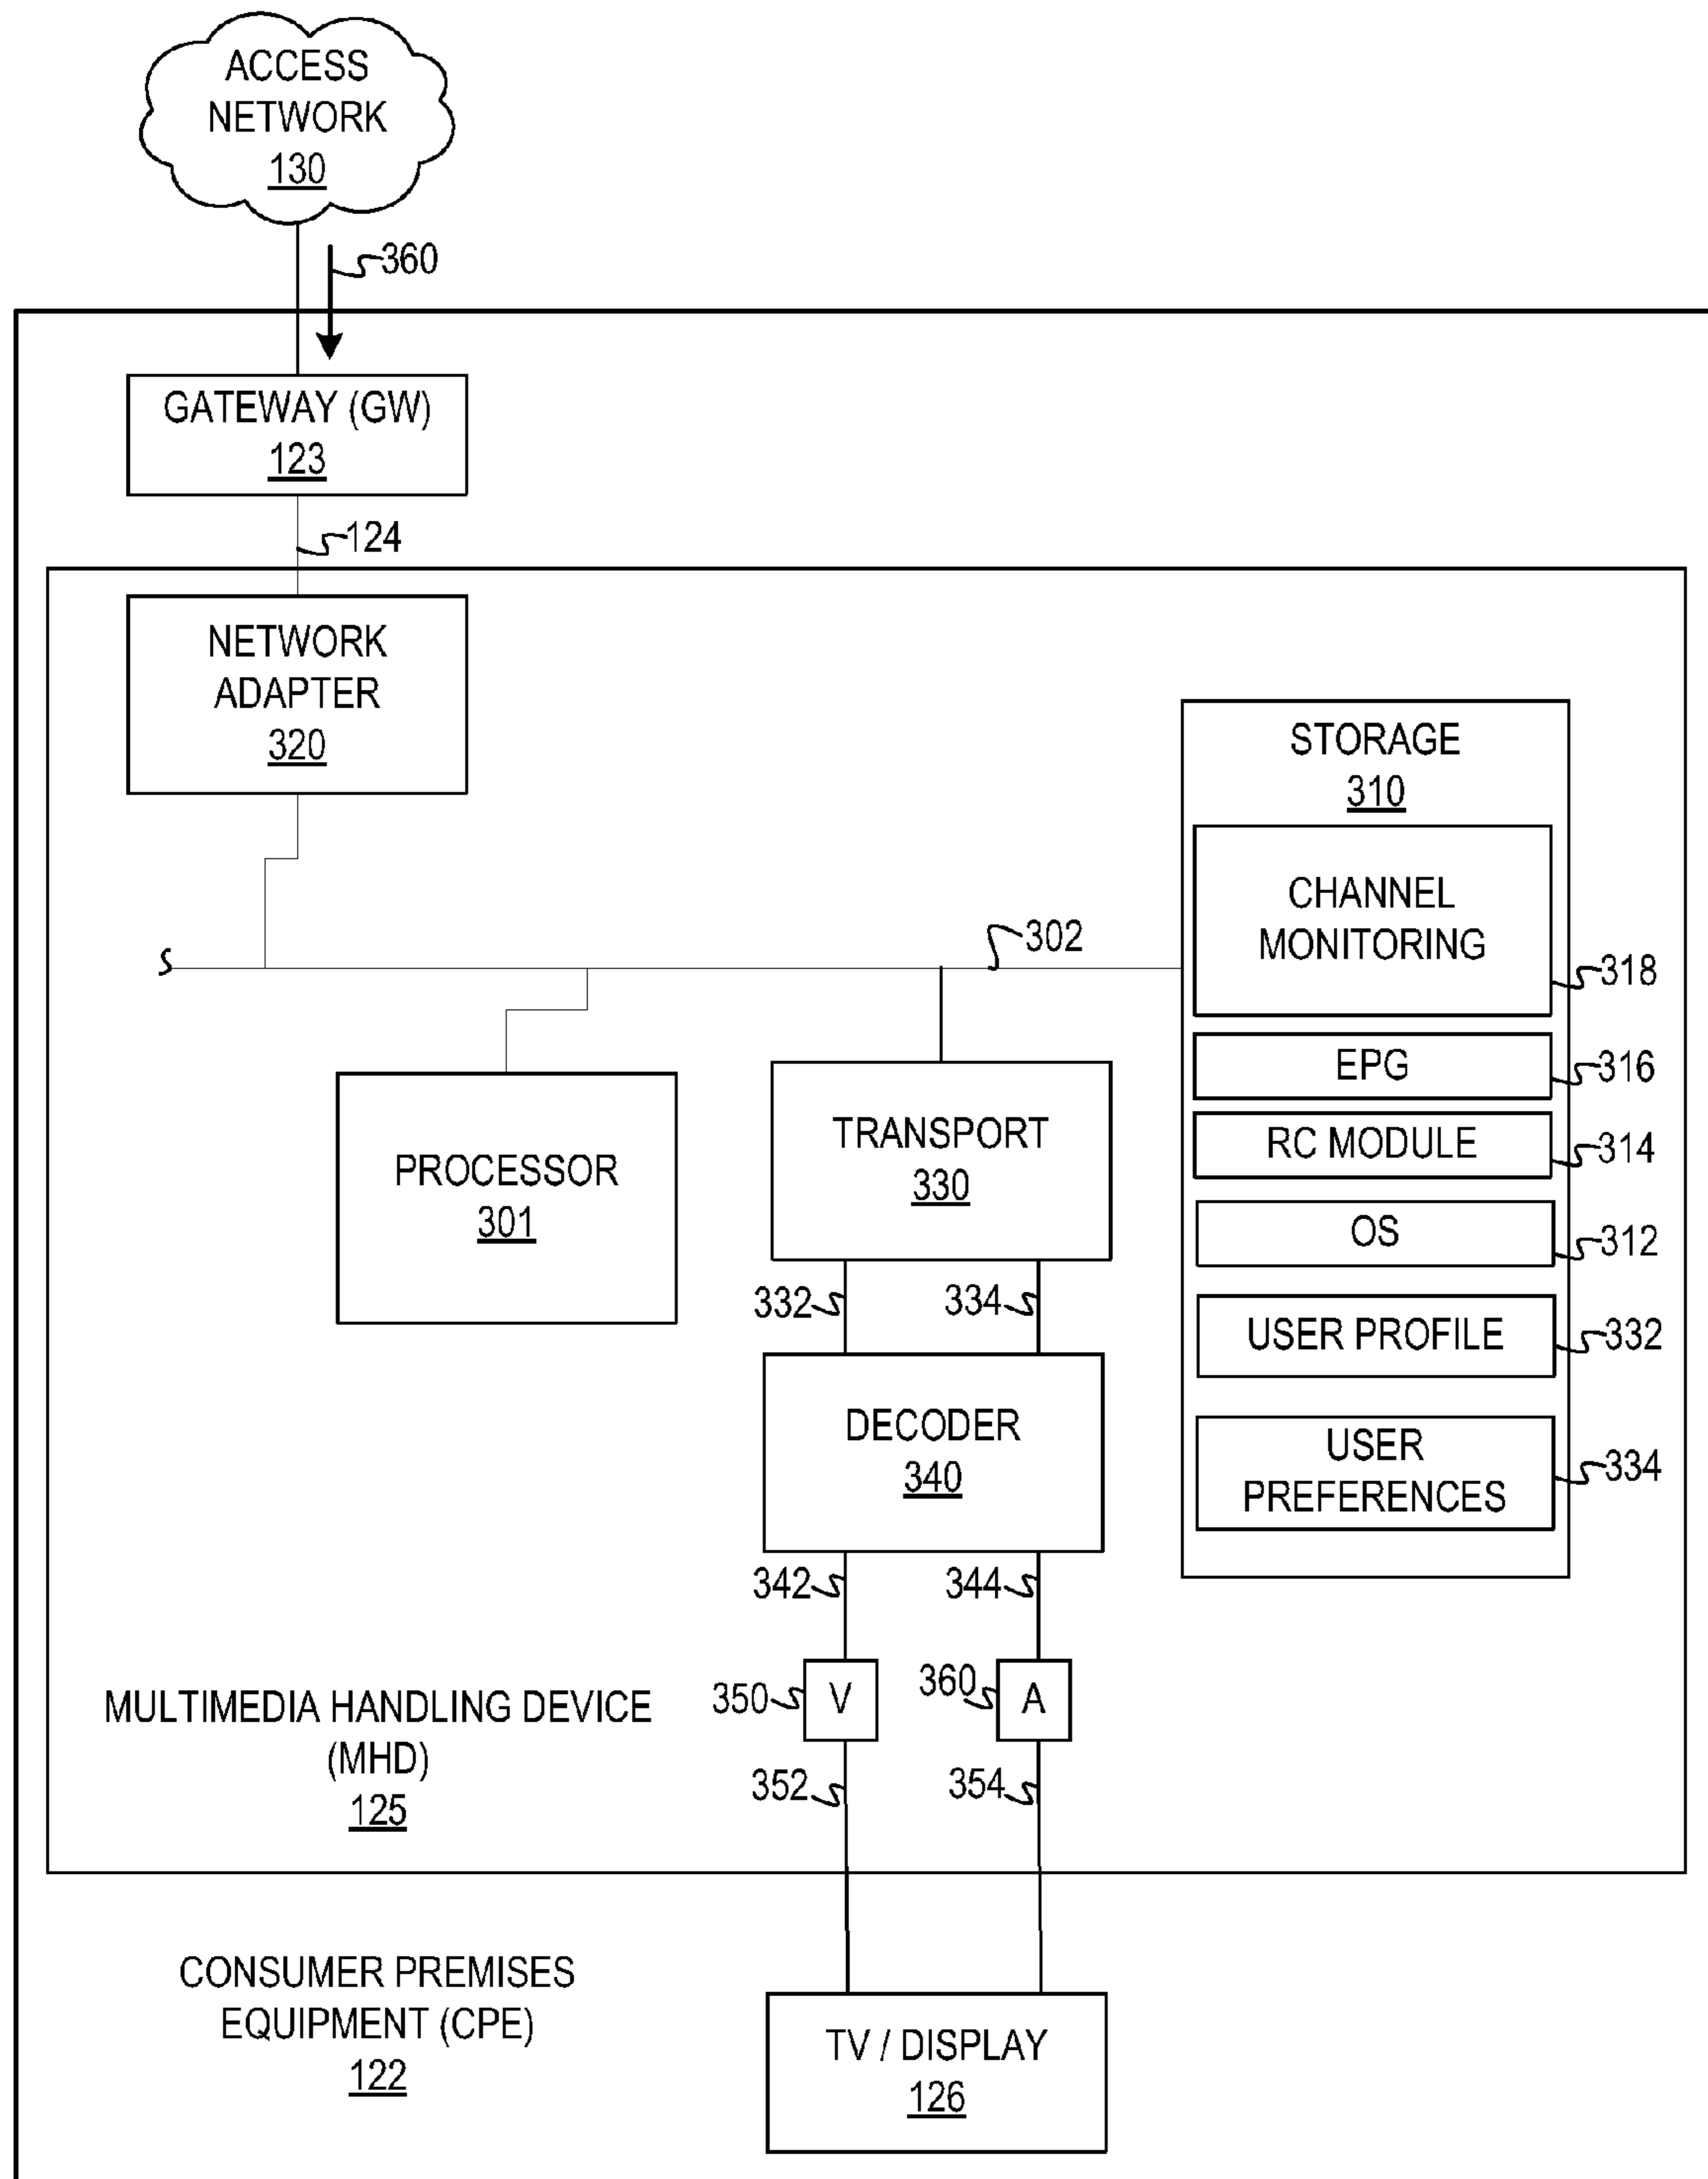 ACCESS
NETWORK
130
360
GATEWAY (GW)
123
124
NETWORK
ADAPTER
320
STORAGE
310
CHANNEL
MONITORING
318
302
EPG
316
RC MODULE
314
OS
312
USER PROFILE
332
USER
PREFERENCES
334
PROCESSOR
301
TRANSPORT
330
332
334
DECODER
340
342
344
350
V
360
A
352
354
MULTIMEDIA HANDLING DEVICE
(MHD)
125
CONSUMER PREMISES
EQUIPMENT (CPE)
122
TV / DISPLAY
126